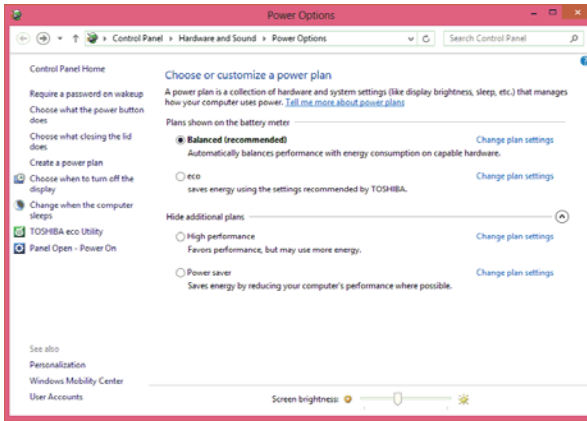 Power Options
Control Panel ▸ Hardware and Sound ▸ Power Options
Search Control Panel
Control Panel Home
Require a password on wakeup
Choose what the power button
does
Choose what closing the lid
does
Create a power plan
Choose when to turn off the
display
Change when the computer
sleeps
TOSHIBA eco Utility
Panel Open - Power On
See also
Personalization
Windows Mobility Center
User Accounts
Choose or customize a power plan
A power plan is a collection of hardware and system settings (like display brightness, sleep, etc.) that manages
how your computer uses power. Tell me more about power plans
Plans shown on the battery meter
Balanced (recommended) Change plan settings
Automatically balances performance with energy consumption on capable hardware.
eco Change plan settings
saves energy using the settings recommended by TOSHIBA.
Hide additional plans
High performance Change plan settings
Favors performance, but may use more energy.
Power saver Change plan settings
Saves energy by reducing your computer's performance where possible.
Screen brightness: